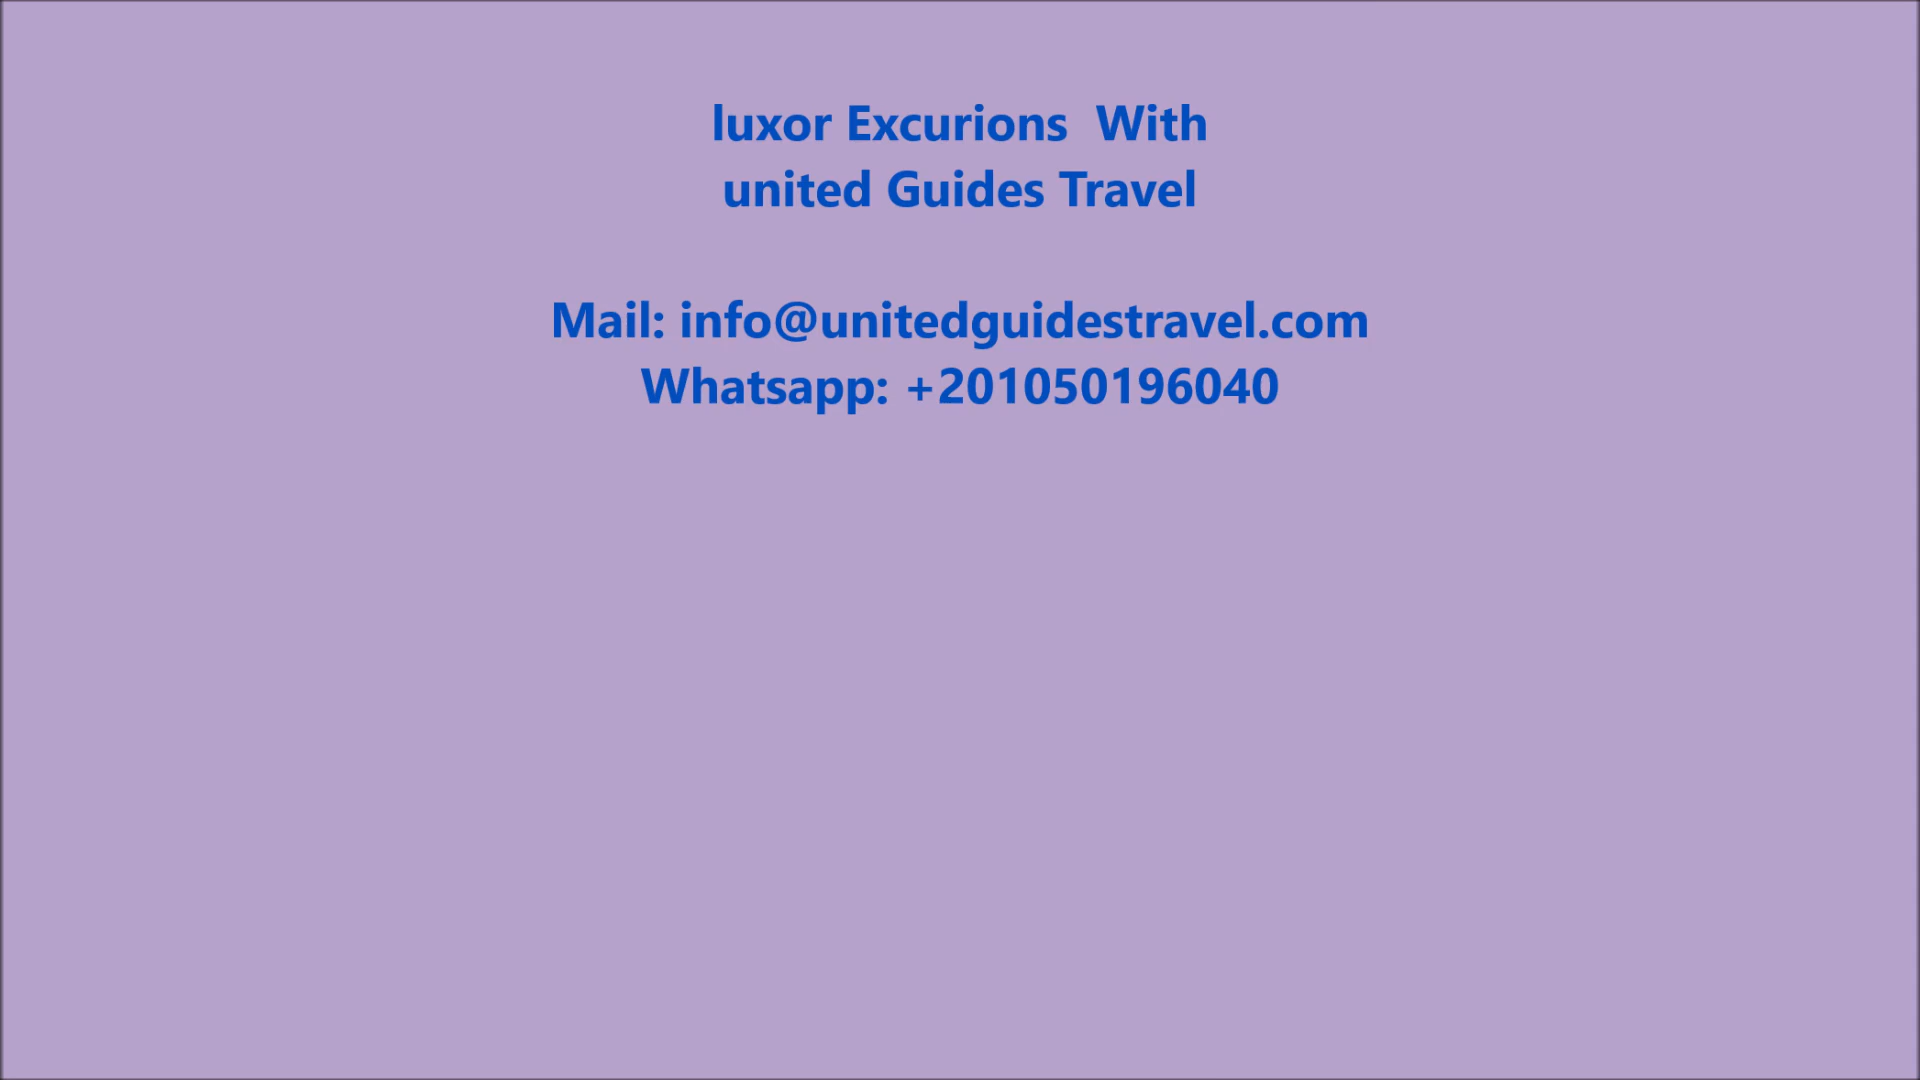 luxor Excurions  With
united Guides Travel
Mail: info@unitedguidestravel.com
Whatsapp: +201050196040